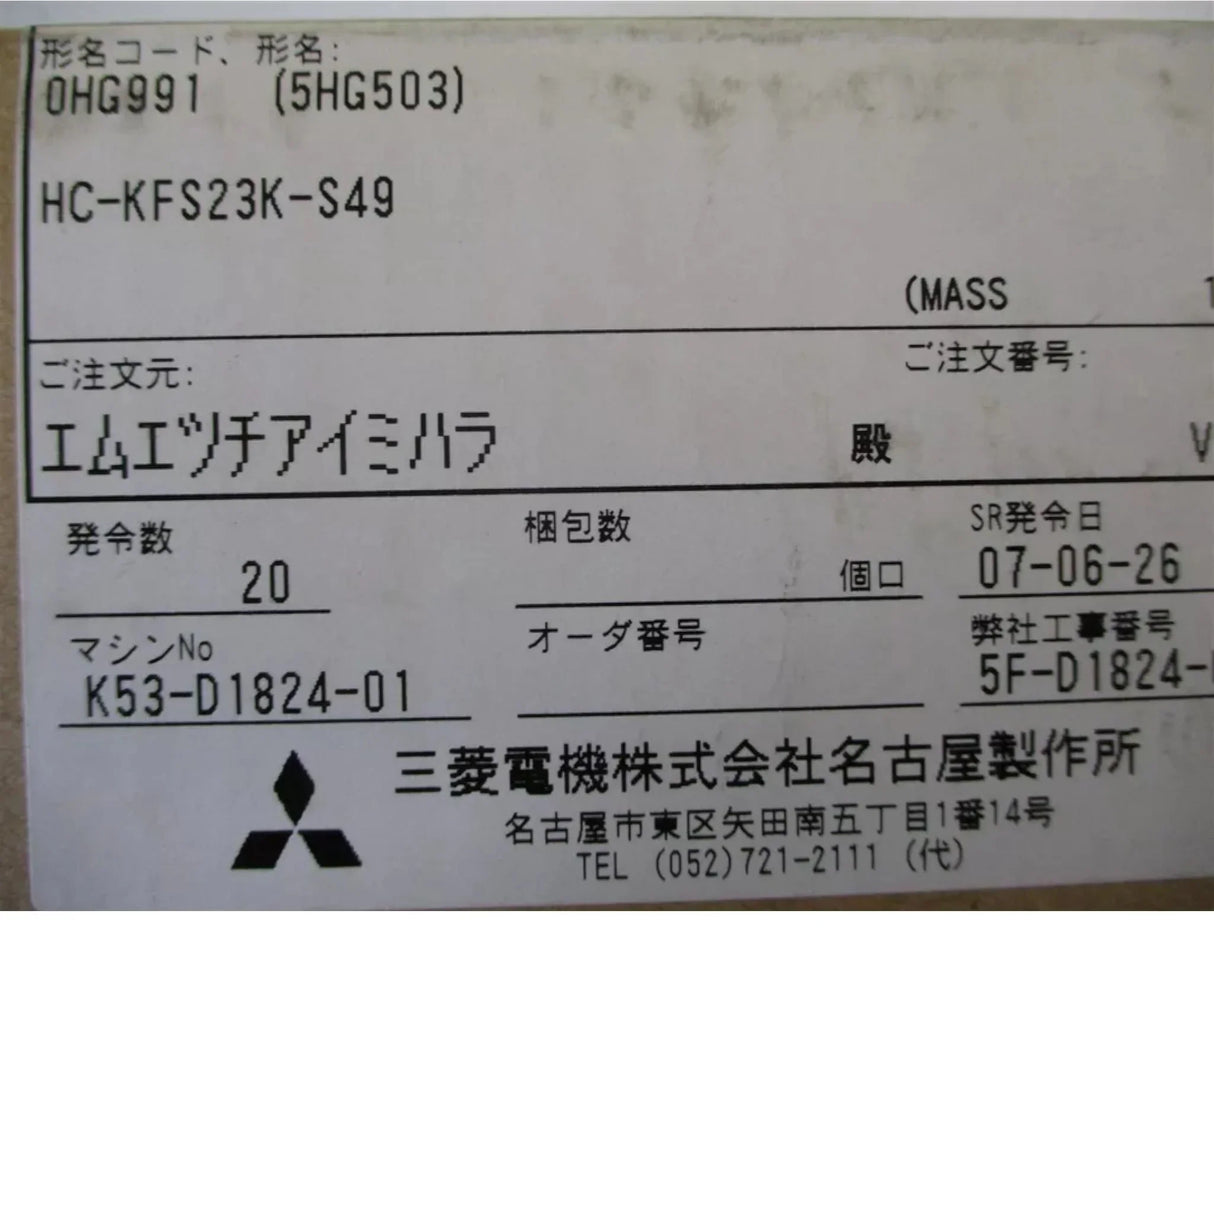 形名コード、形名:
0HG991 (5HG503)
HC-KFS23K-S49
(MASS 1
ご注文元: ご注文番号:
エムエツチアイミハラ 殿 V
発令数 梱包数 SR発令日
20 個口 07-06-26
マシンNo オーダ番号 弊社工事番号
K53-D1824-01 5F-D1824-
三菱電機株式会社名古屋製作所
名古屋市東区矢田南五丁目1番14号
TEL (052)721-2111 (代)